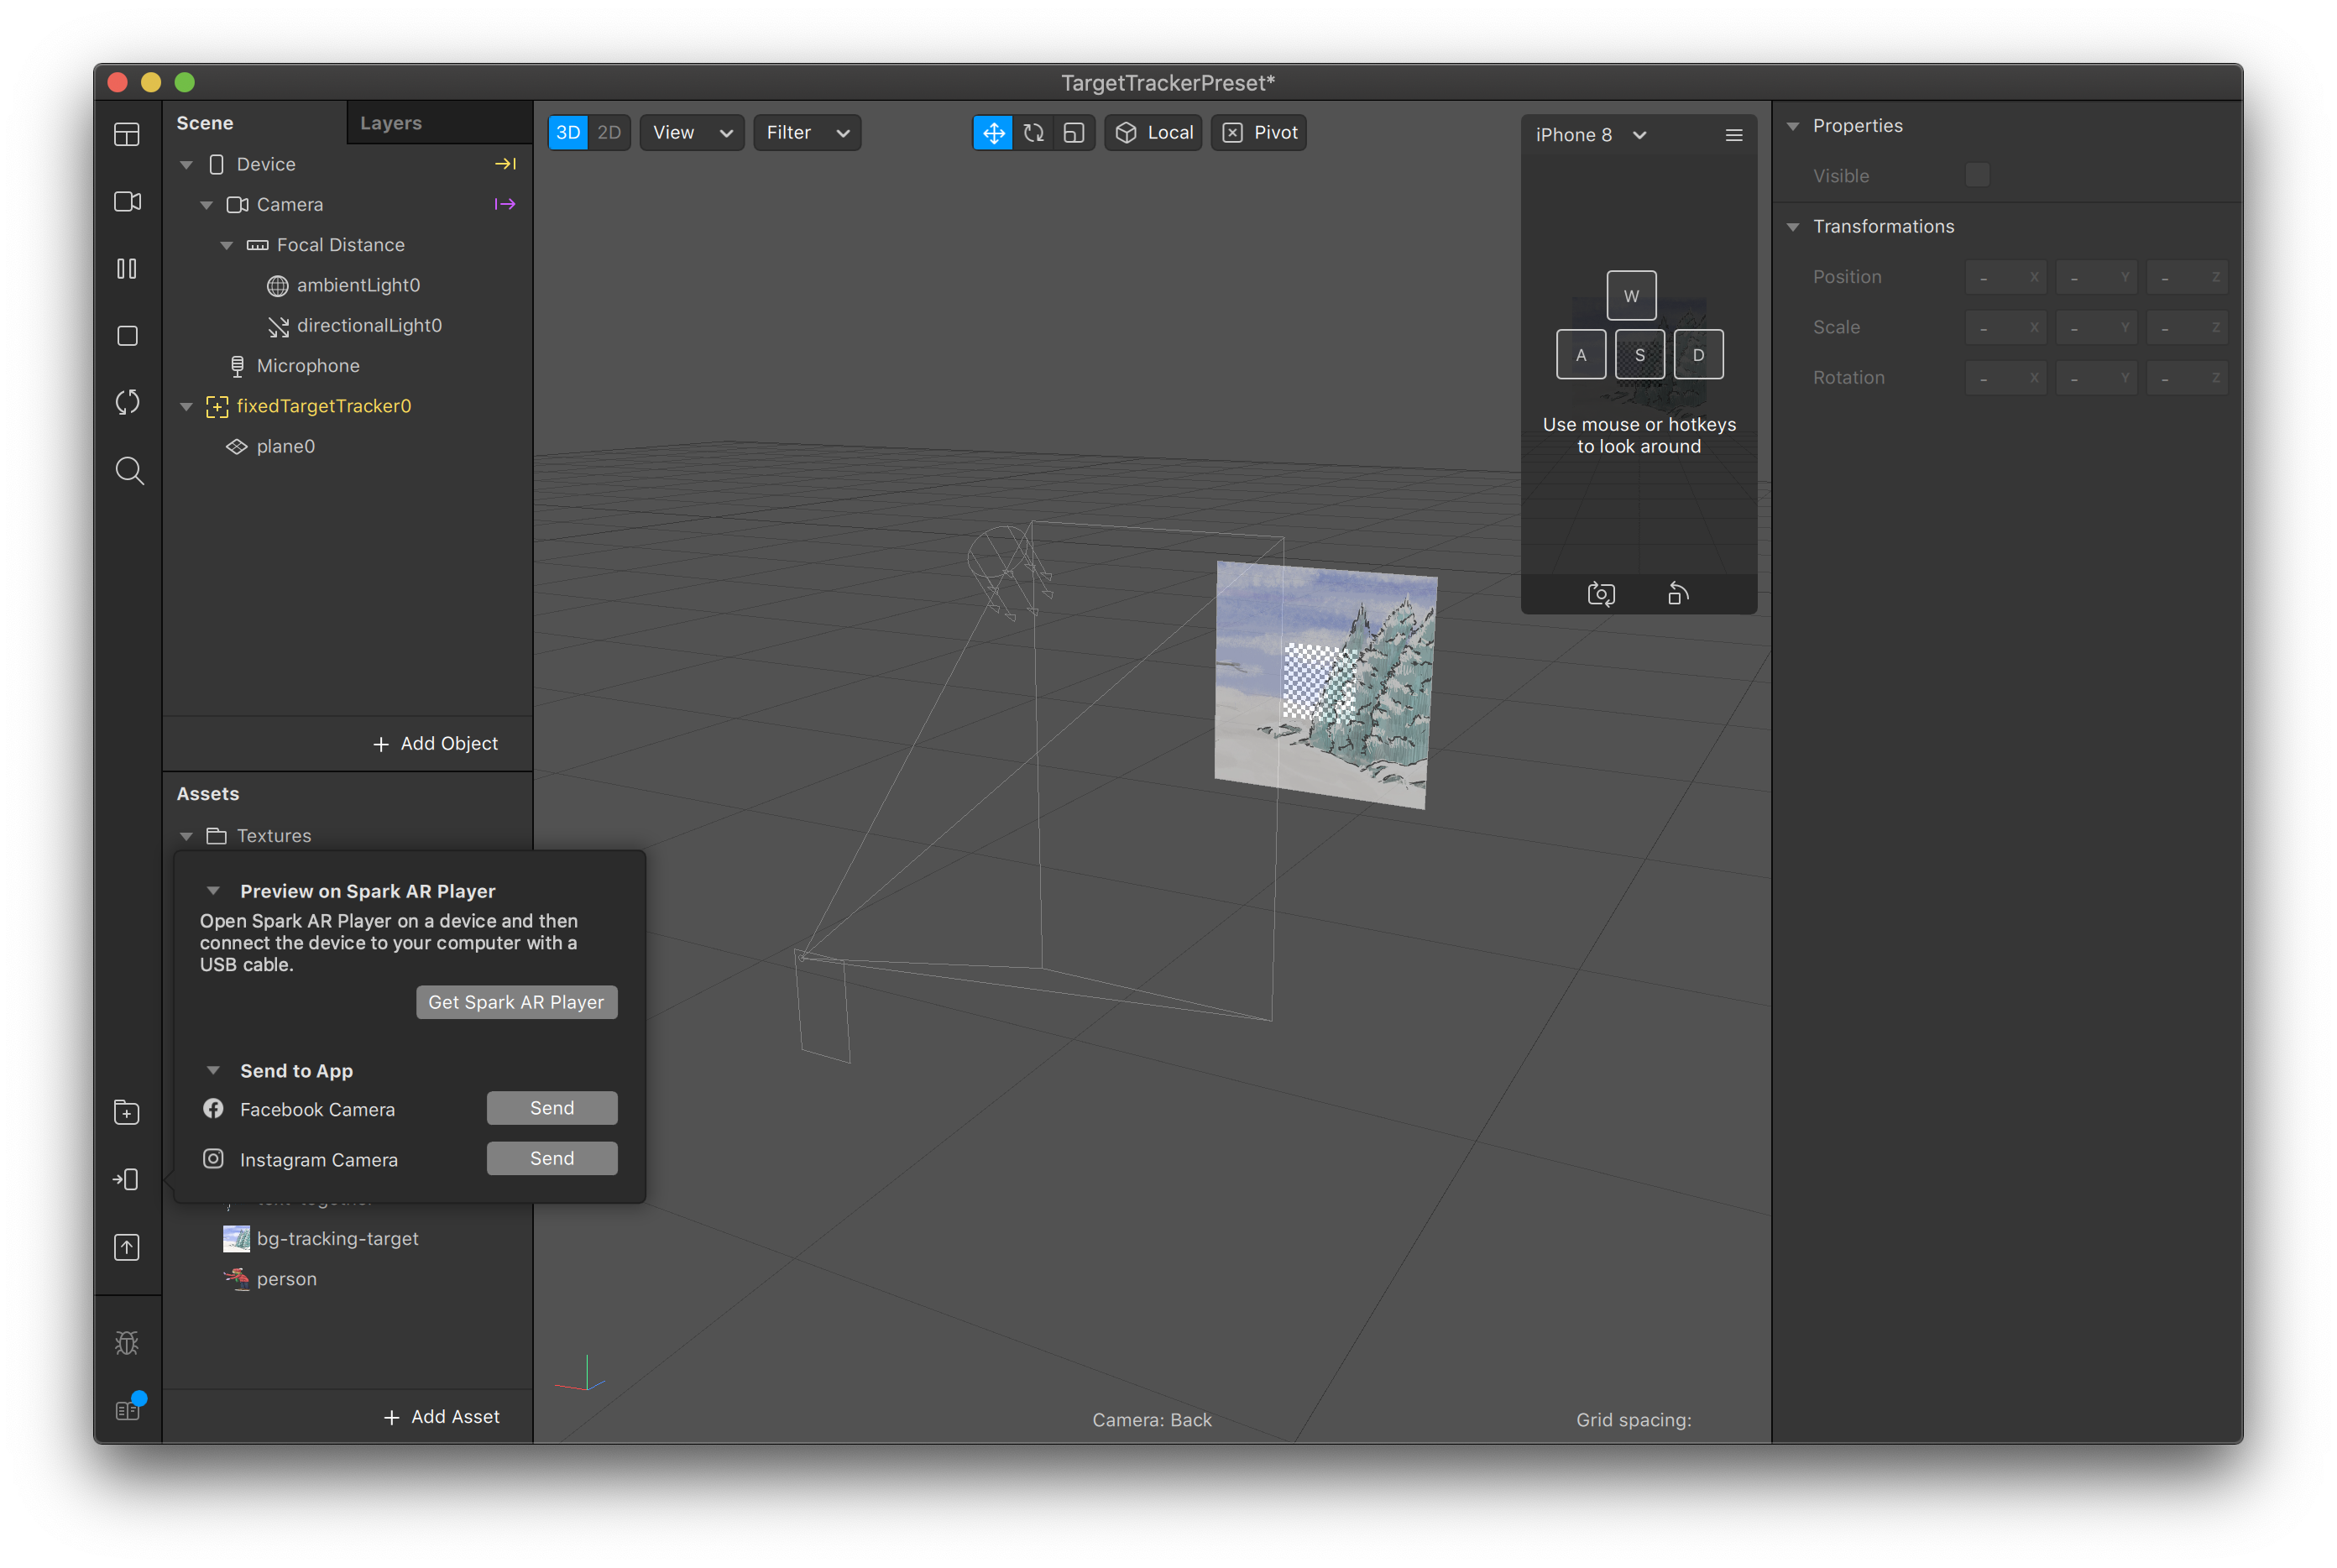 TargetTrackerPreset*
Scene
Layers
Device
Camera
Focal Distance
ambientLight0
directionalLight0
Microphone
fixedTargetTracker0
plane0
+ Add Object
Assets
Textures
Preview on Spark AR Player
Open Spark AR Player on a device and then
connect the device to your computer with a
USB cable.
Get Spark AR Player
Send to App
Facebook Camera
Send
Instagram Camera
Send
bg-tracking-target
person
+ Add Asset
3D 2D
View
Filter
Local
Pivot
iPhone 8
W
A S D
Use mouse or hotkeys
to look around
Camera: Back
Grid spacing:
Properties
Visible
Transformations
Position - X - Y - Z
Scale - X - Y - Z
Rotation - X - Y - Z